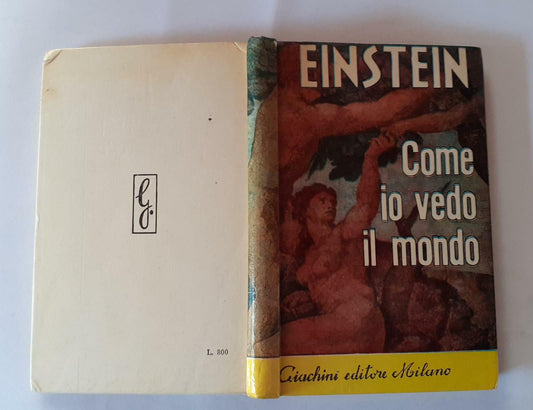 EINSTEIN
Come
io vedo
il mondo
Giachini editore Milano
G.
L. 800